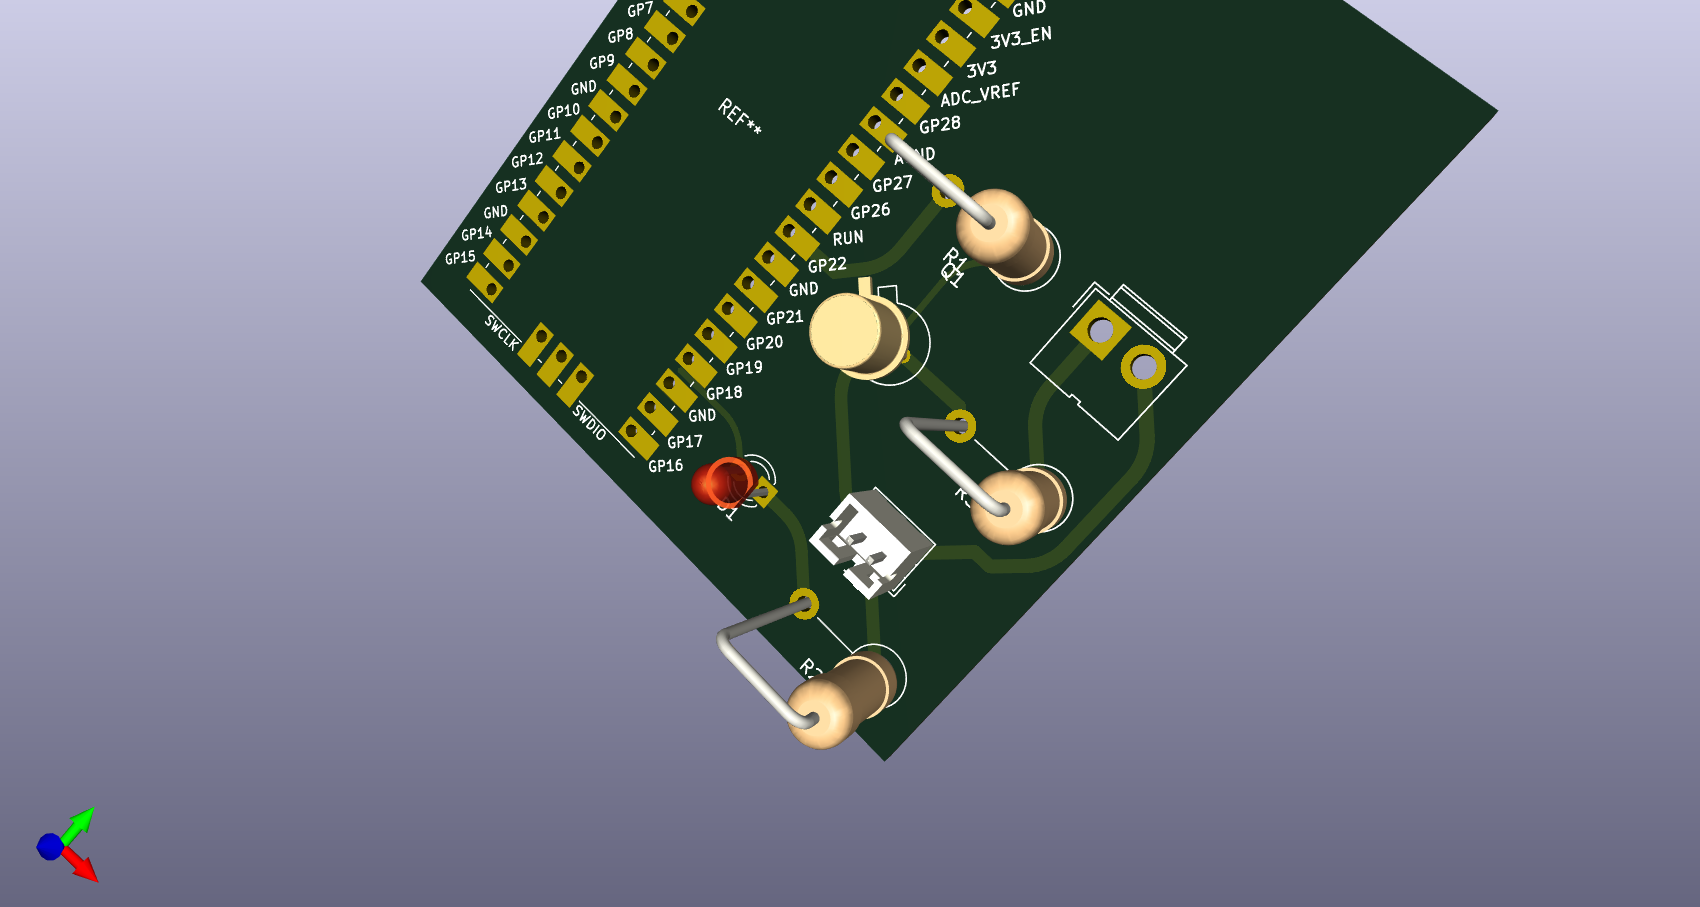 GP7
GP8
GP9
GND
GP10
GP11
GP12
GP13
GND
GP14
GP15
SWCLK
SWDIO
REF**
GND
3V3_EN
3V3
ADC_VREF
GP28
GP27
GP26
RUN
GP22
GND
GP21
GP20
GP19
GP18
GND
GP17
GP16
R1
Q1